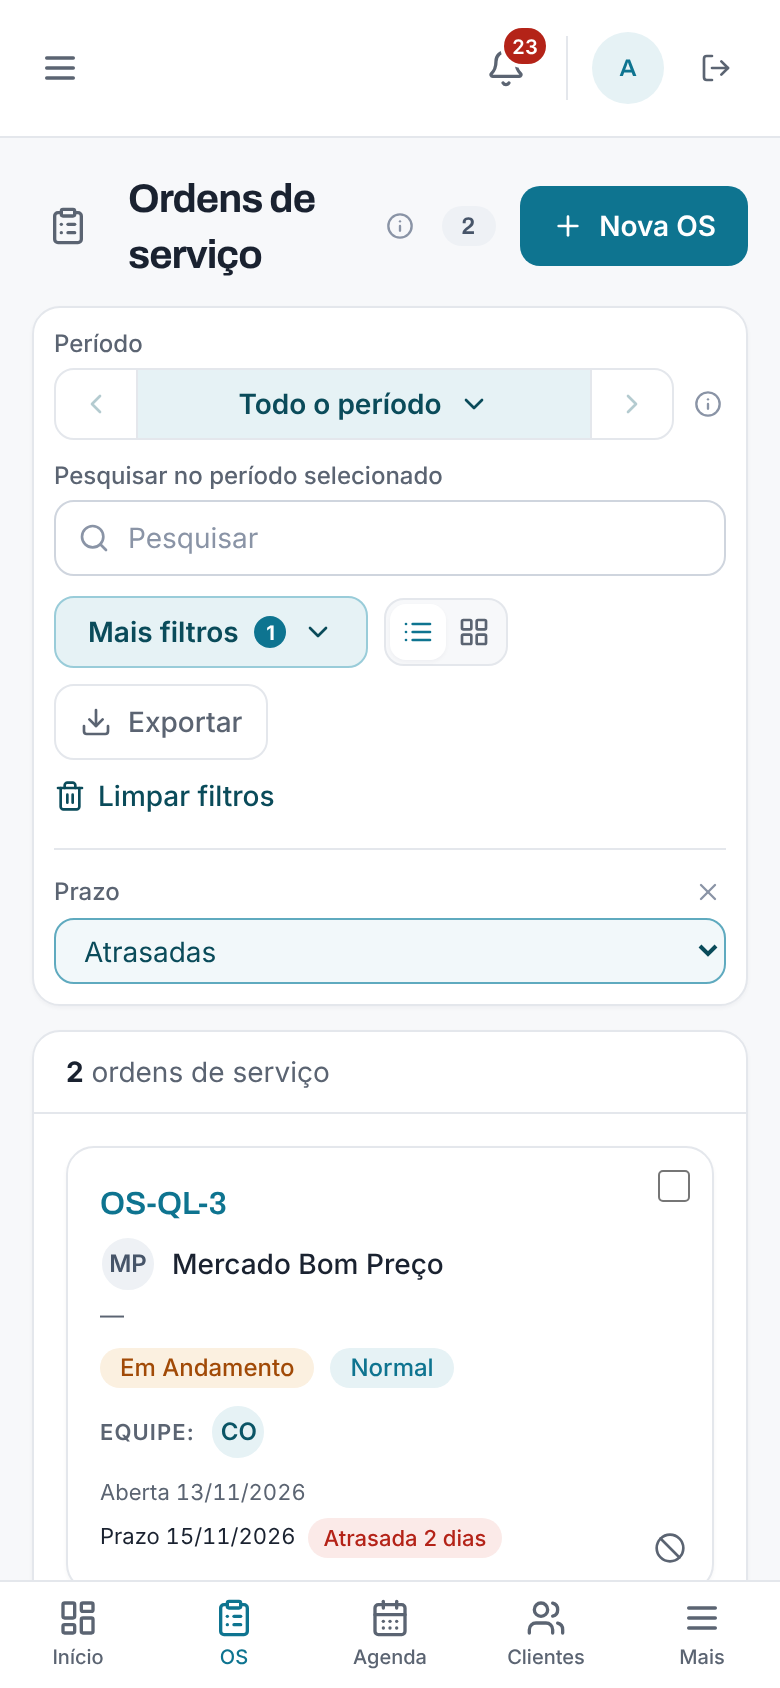 23
A
Ordens de
serviço
2
Nova OS
Período
Todo o período
Pesquisar no período selecionado
Pesquisar
Mais filtros 1
Exportar
Limpar filtros
Prazo
Atrasadas
2 ordens de serviço
OS-QL-3
MP Mercado Bom Preço
—
Em Andamento Normal
EQUIPE: CO
Aberta 13/11/2026
Prazo 15/11/2026 Atrasada 2 dias
Início OS Agenda Clientes Mais